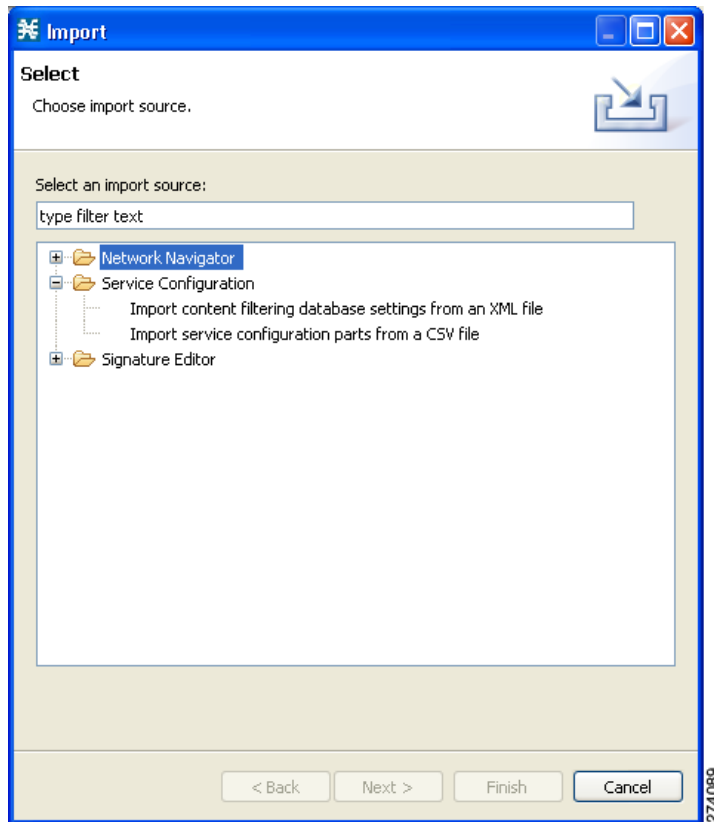 Import
Select
Choose import source.
Select an import source:
type filter text
Network Navigator
Service Configuration
Import content filtering database settings from an XML file
Import service configuration parts from a CSV file
Signature Editor
< Back
Next >
Finish
Cancel
274089